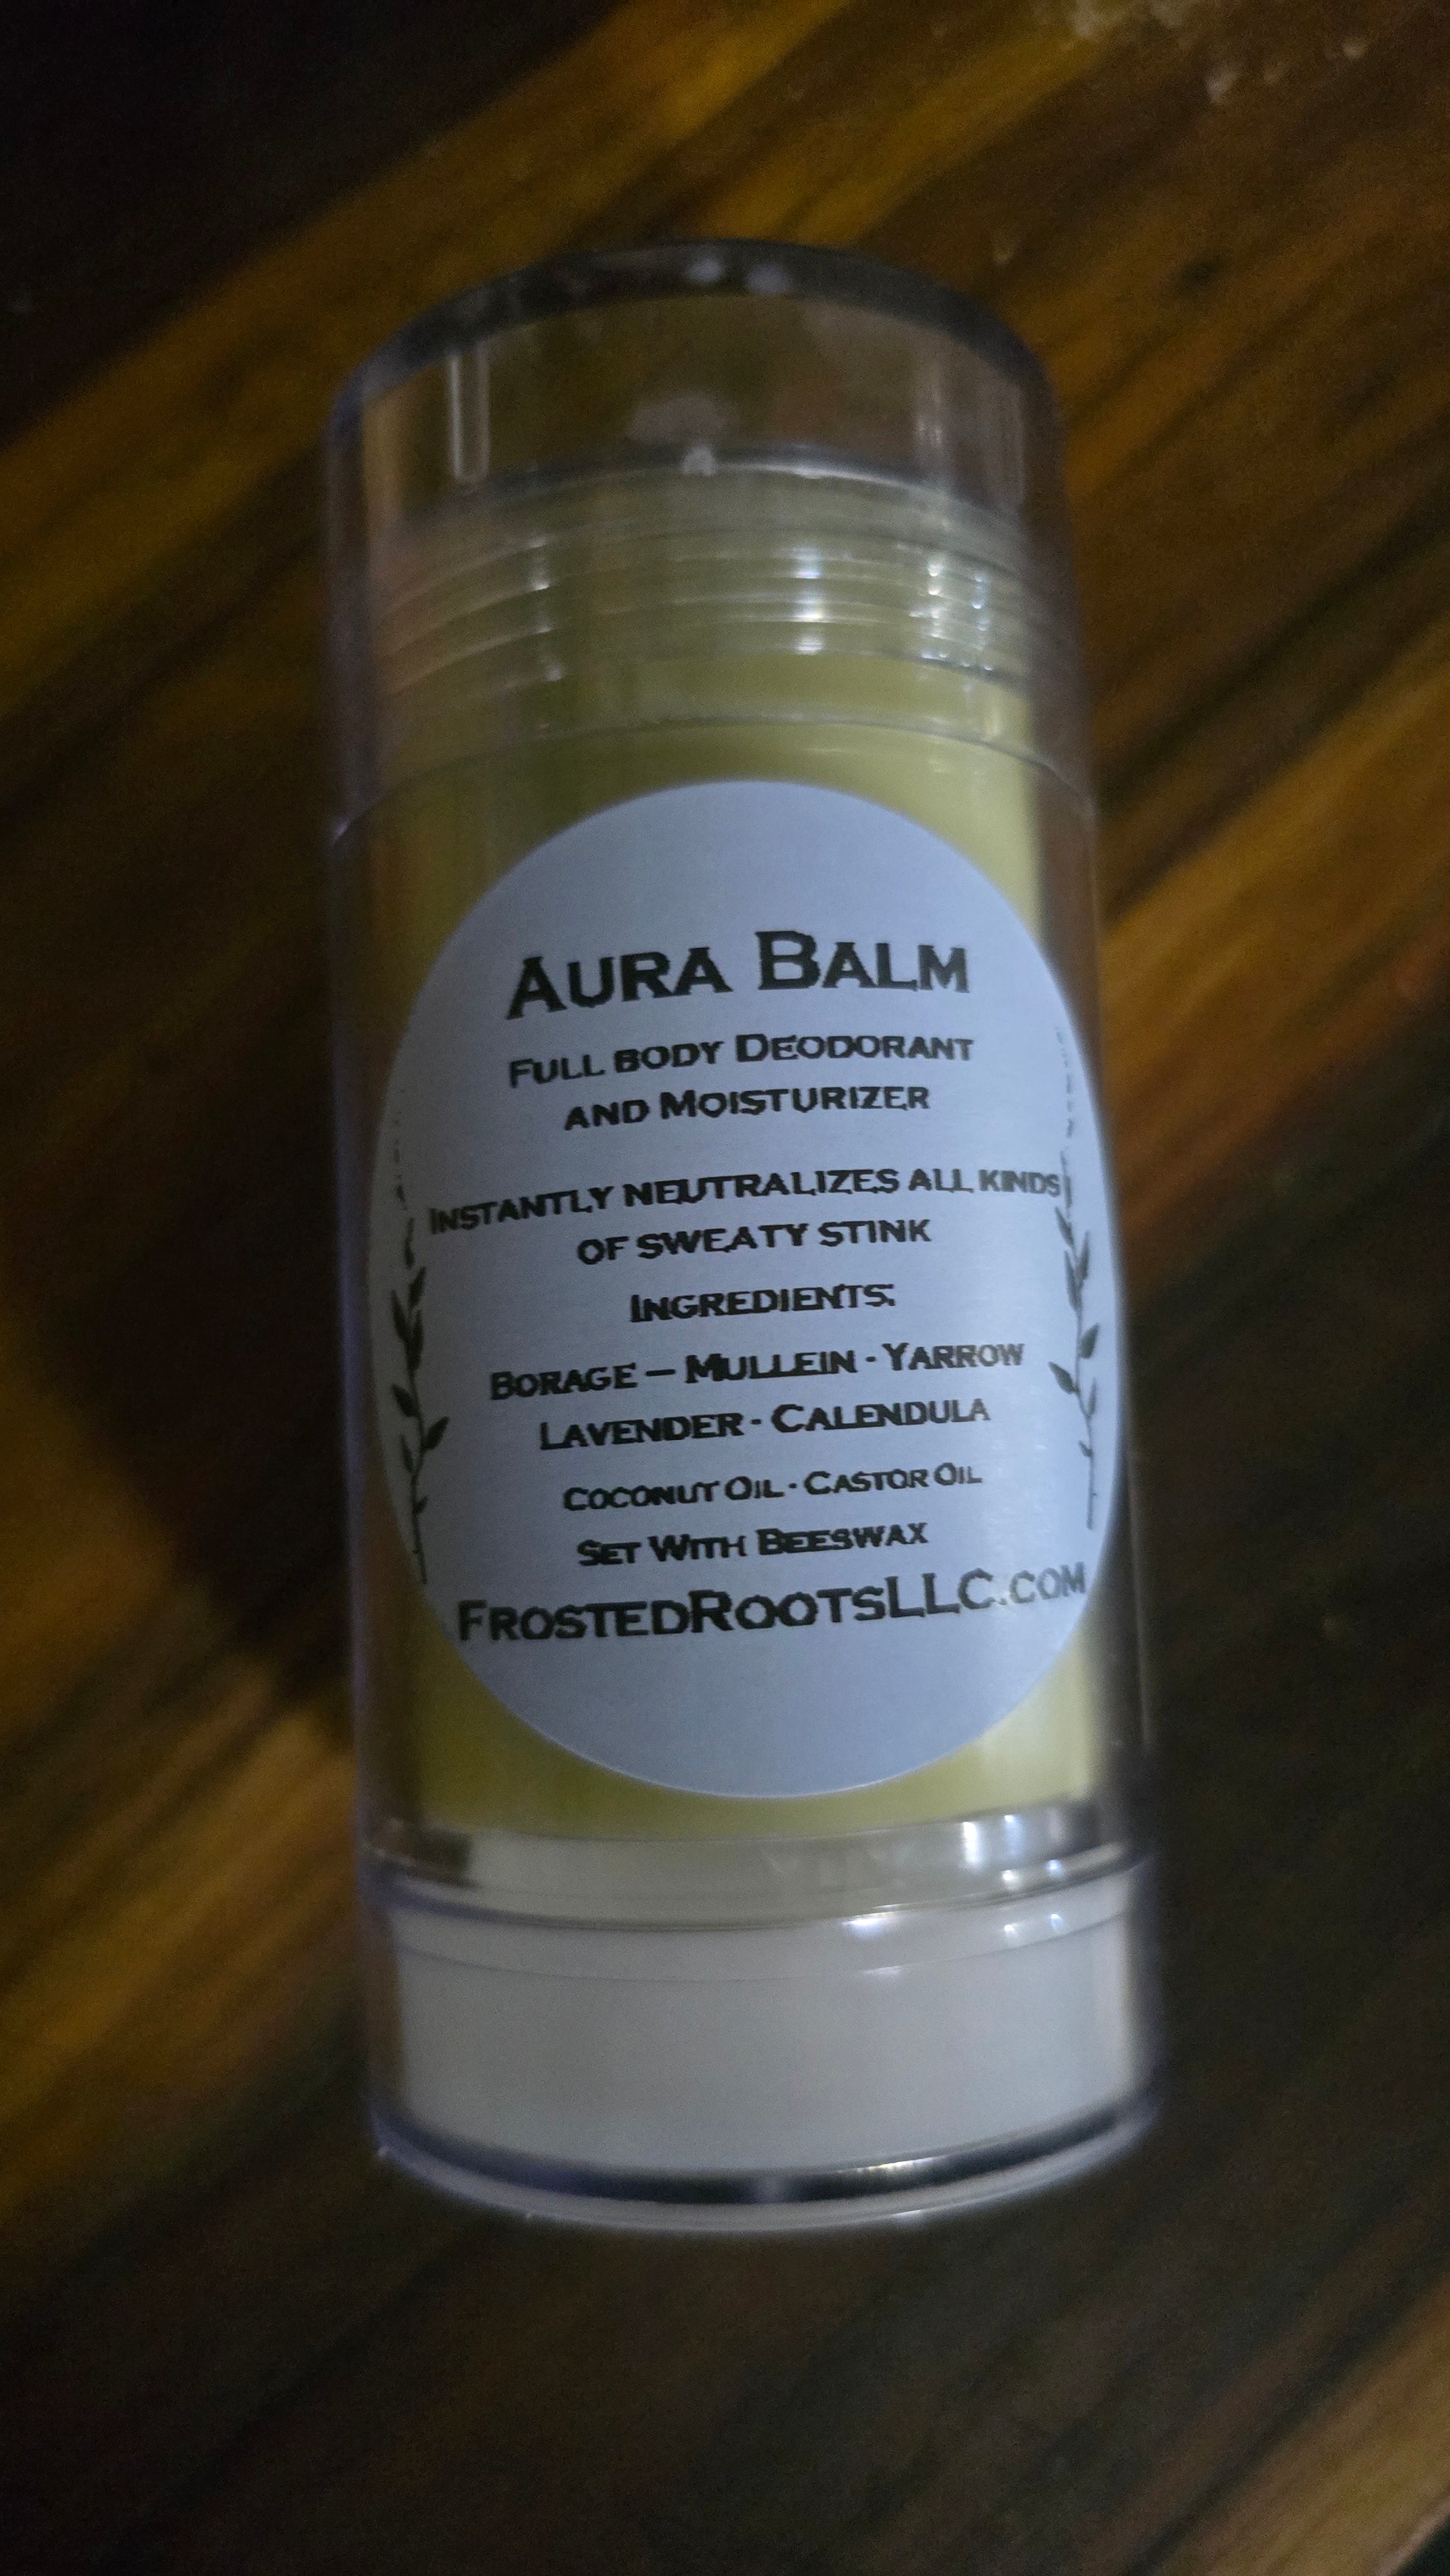 AURA BALM
FULL BODY DEODORANT
AND MOISTURIZER
INSTANTLY NEUTRALIZES ALL KINDS
OF SWEATY STINK
INGREDIENTS:
BORAGE – MULLEIN · YARROW
LAVENDER · CALENDULA
COCONUT OIL · CASTOR OIL
SET WITH BEESWAX
FROSTEDROOTSLLC.COM